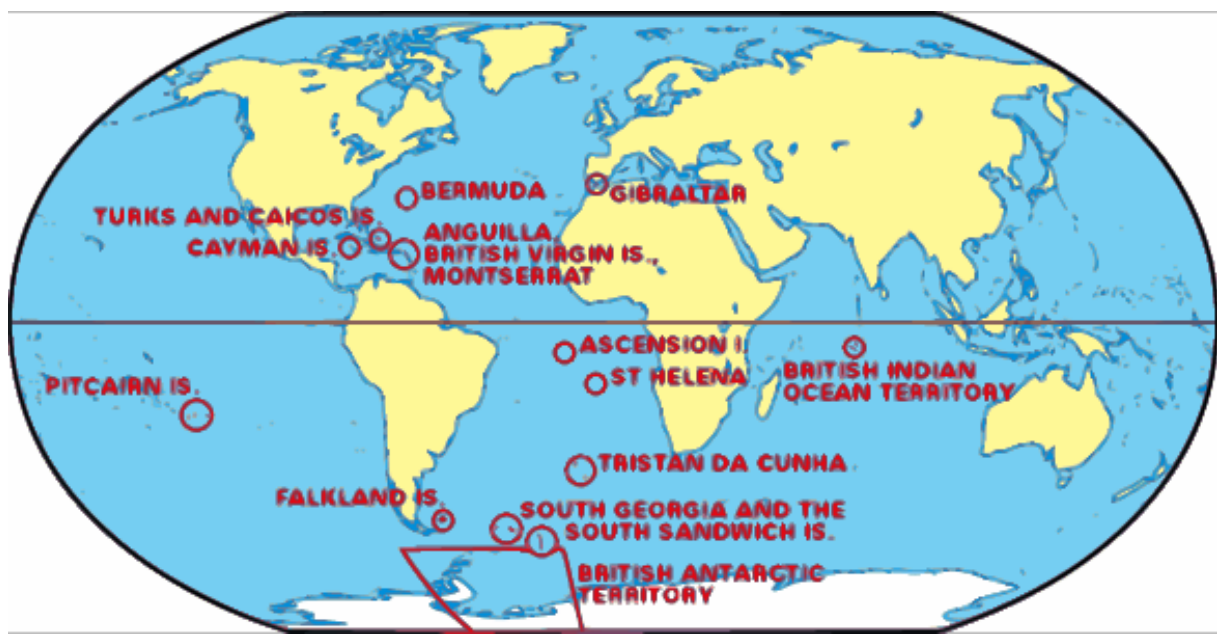 BERMUDA
GIBRALTAR
TURKS AND CAICOS IS.
CAYMAN IS.
ANGUILLA,
BRITISH VIRGIN IS.,
MONTSERRAT
ASCENSION I.
ST HELENA
BRITISH INDIAN
OCEAN TERRITORY
PITCAIRN IS.
TRISTAN DA CUNHA
FALKLAND IS.
SOUTH GEORGIA AND THE
SOUTH SANDWICH IS.
BRITISH ANTARCTIC
TERRITORY